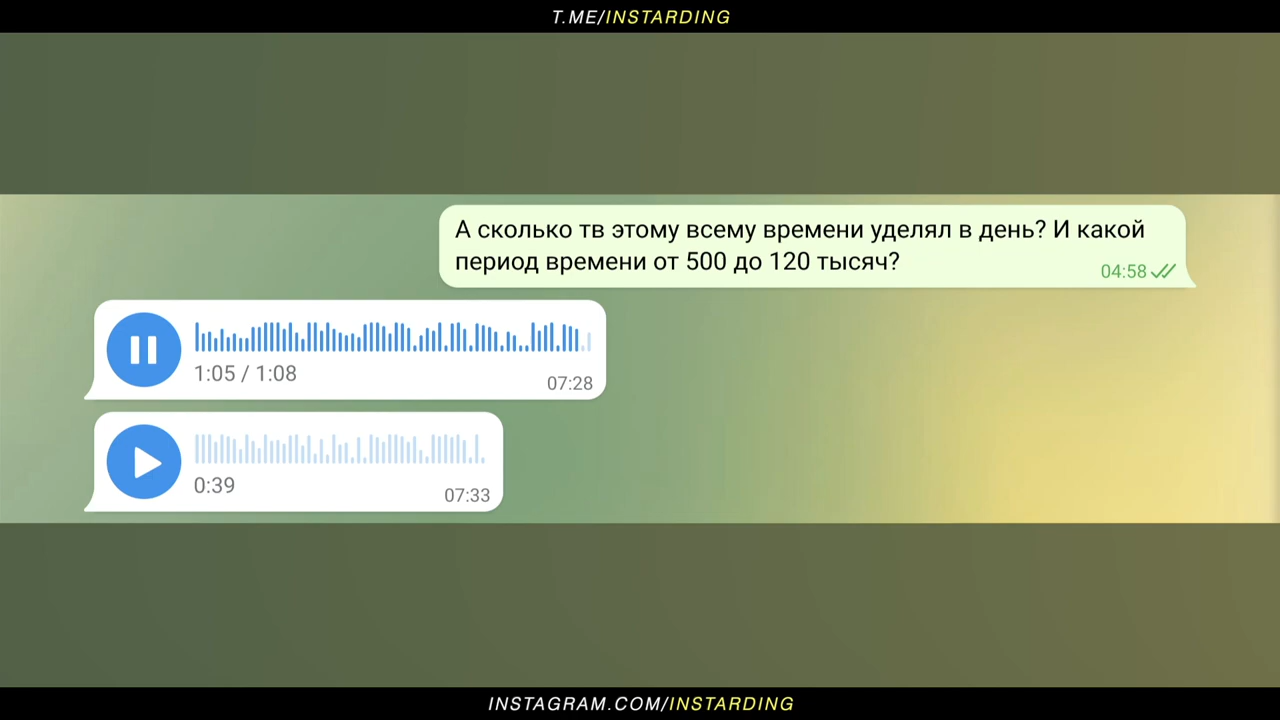 T.ME/INSTARDING
А сколько тв этому всему времени уделял в день? И какой
период времени от 500 до 120 тысяч?
04:58
1:05 / 1:08
07:28
0:39
07:33
INSTAGRAM.COM/INSTARDING